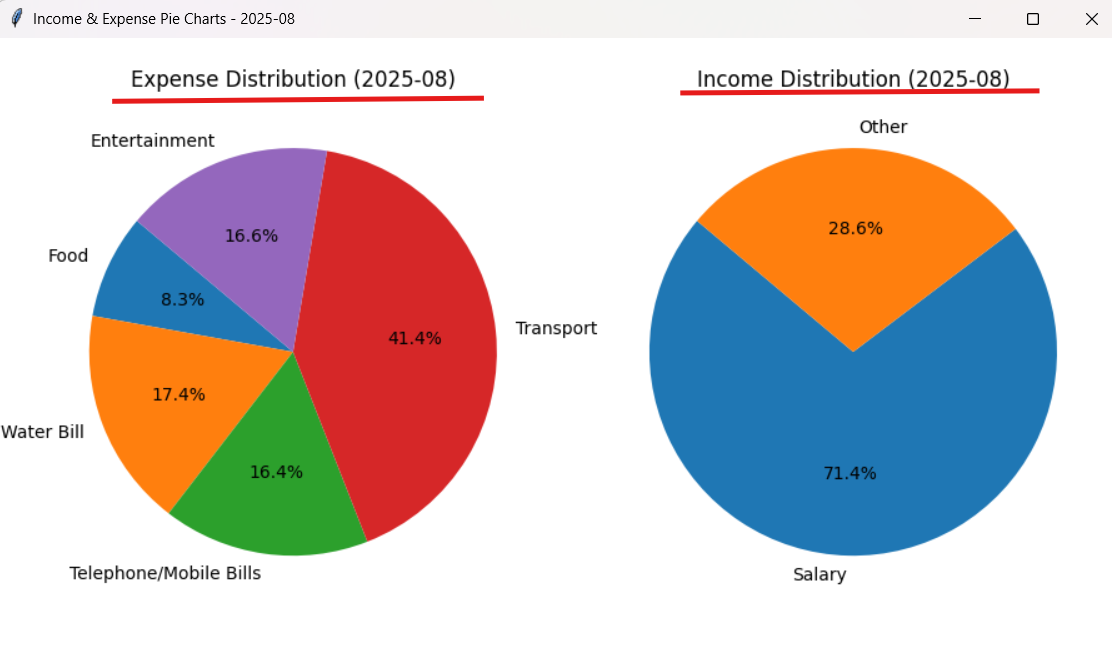 Income & Expense Pie Charts - 2025-08
Expense Distribution (2025-08)
Entertainment
16.6%
Food
8.3%
41.4%
Transport
17.4%
Water Bill
16.4%
Telephone/Mobile Bills
Income Distribution (2025-08)
Other
28.6%
71.4%
Salary